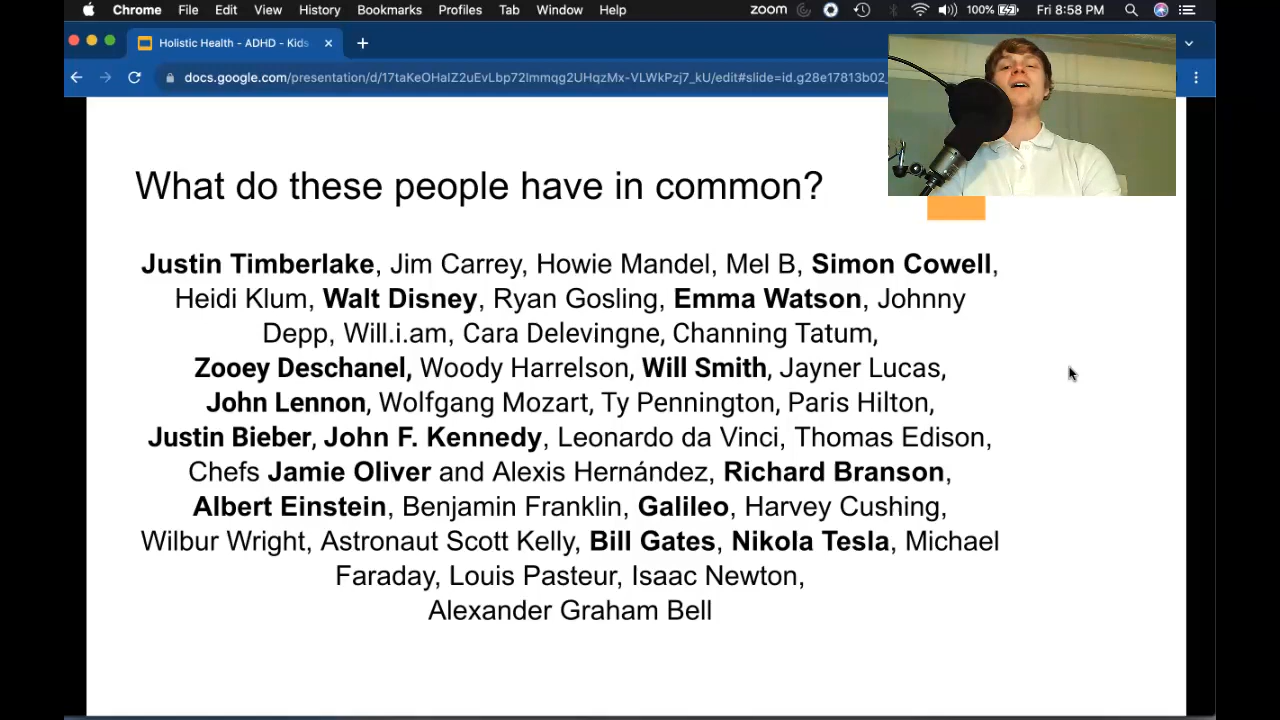 Chrome File Edit View History Bookmarks Profiles Tab Window Help zoom 100% Fri 8:58 PM
Holistic Health - ADHD - Kids
docs.google.com/presentation/d/17taKeOHaIZ2uEvLbp72Immqg2UHqzMx-VLWkPzj7_kU/edit#slide=id.g28e17813b02_
What do these people have in common?
Justin Timberlake, Jim Carrey, Howie Mandel, Mel B, Simon Cowell,
Heidi Klum, Walt Disney, Ryan Gosling, Emma Watson, Johnny
Depp, Will.i.am, Cara Delevingne, Channing Tatum,
Zooey Deschanel, Woody Harrelson, Will Smith, Jayner Lucas,
John Lennon, Wolfgang Mozart, Ty Pennington, Paris Hilton,
Justin Bieber, John F. Kennedy, Leonardo da Vinci, Thomas Edison,
Chefs Jamie Oliver and Alexis Hernández, Richard Branson,
Albert Einstein, Benjamin Franklin, Galileo, Harvey Cushing,
Wilbur Wright, Astronaut Scott Kelly, Bill Gates, Nikola Tesla, Michael
Faraday, Louis Pasteur, Isaac Newton,
Alexander Graham Bell